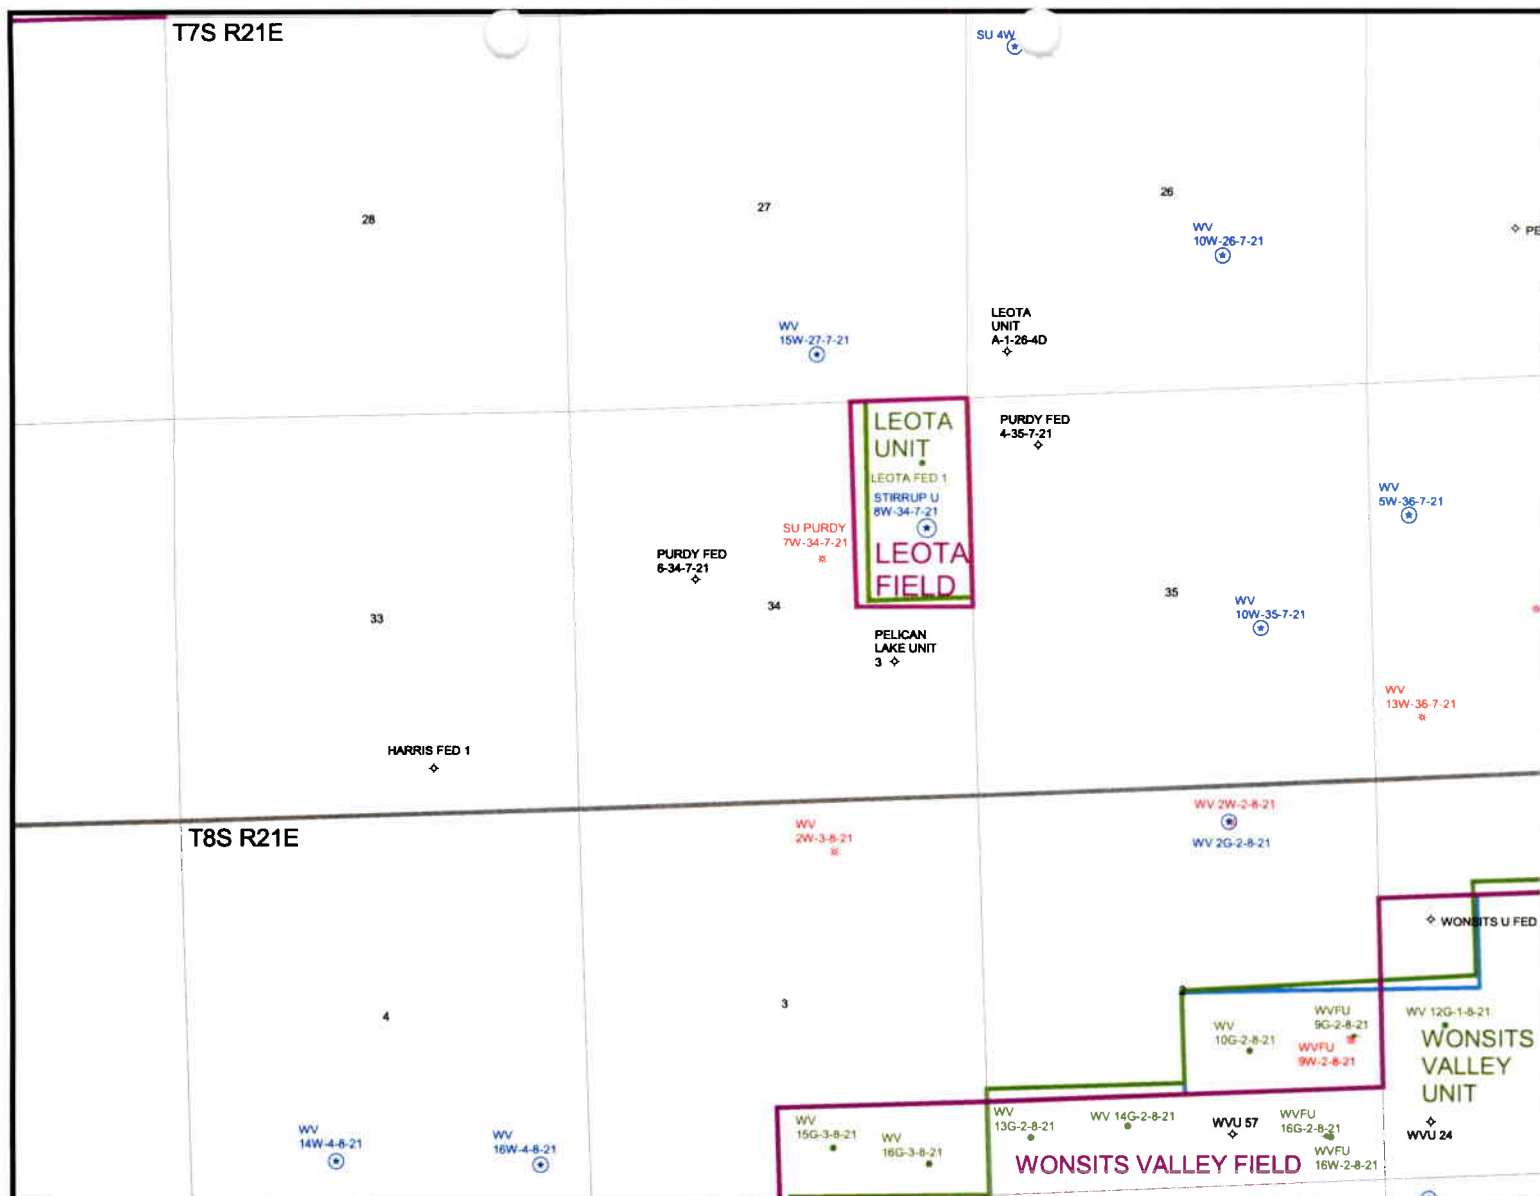 T7S R21E
SU 4W
28
27
26
WV
10W-26-7-21
PE
LEOTA
UNIT
A-1-26-4D
WV
15W-27-7-21
LEOTA
UNIT
LEOTA FED 1
STIRRUP U
8W-34-7-21
LEOTA
FIELD
PURDY FED
4-35-7-21
WV
5W-36-7-21
SU PURDY
7W-34-7-21
PURDY FED
6-34-7-21
33
34
35
WV
10W-35-7-21
PELICAN
LAKE UNIT
3
WV
13W-36-7-21
HARRIS FED 1
T8S R21E
WV
2W-3-8-21
WV 2W-2-8-21
WV 2G-2-8-21
WONSITS U FED
4
3
2
WV
10G-2-8-21
WVFU
9G-2-8-21
WVFU
9W-2-8-21
WV 12G-1-8-21
WONSITS
VALLEY
UNIT
WV
14W-4-8-21
WV
16W-4-8-21
WV
15G-3-8-21
WV
16G-3-8-21
WV
13G-2-8-21
WV 14G-2-8-21
WVU 57
WVFU
16G-2-8-21
WVFU
16W-2-8-21
WVU 24
WONSITS VALLEY FIELD